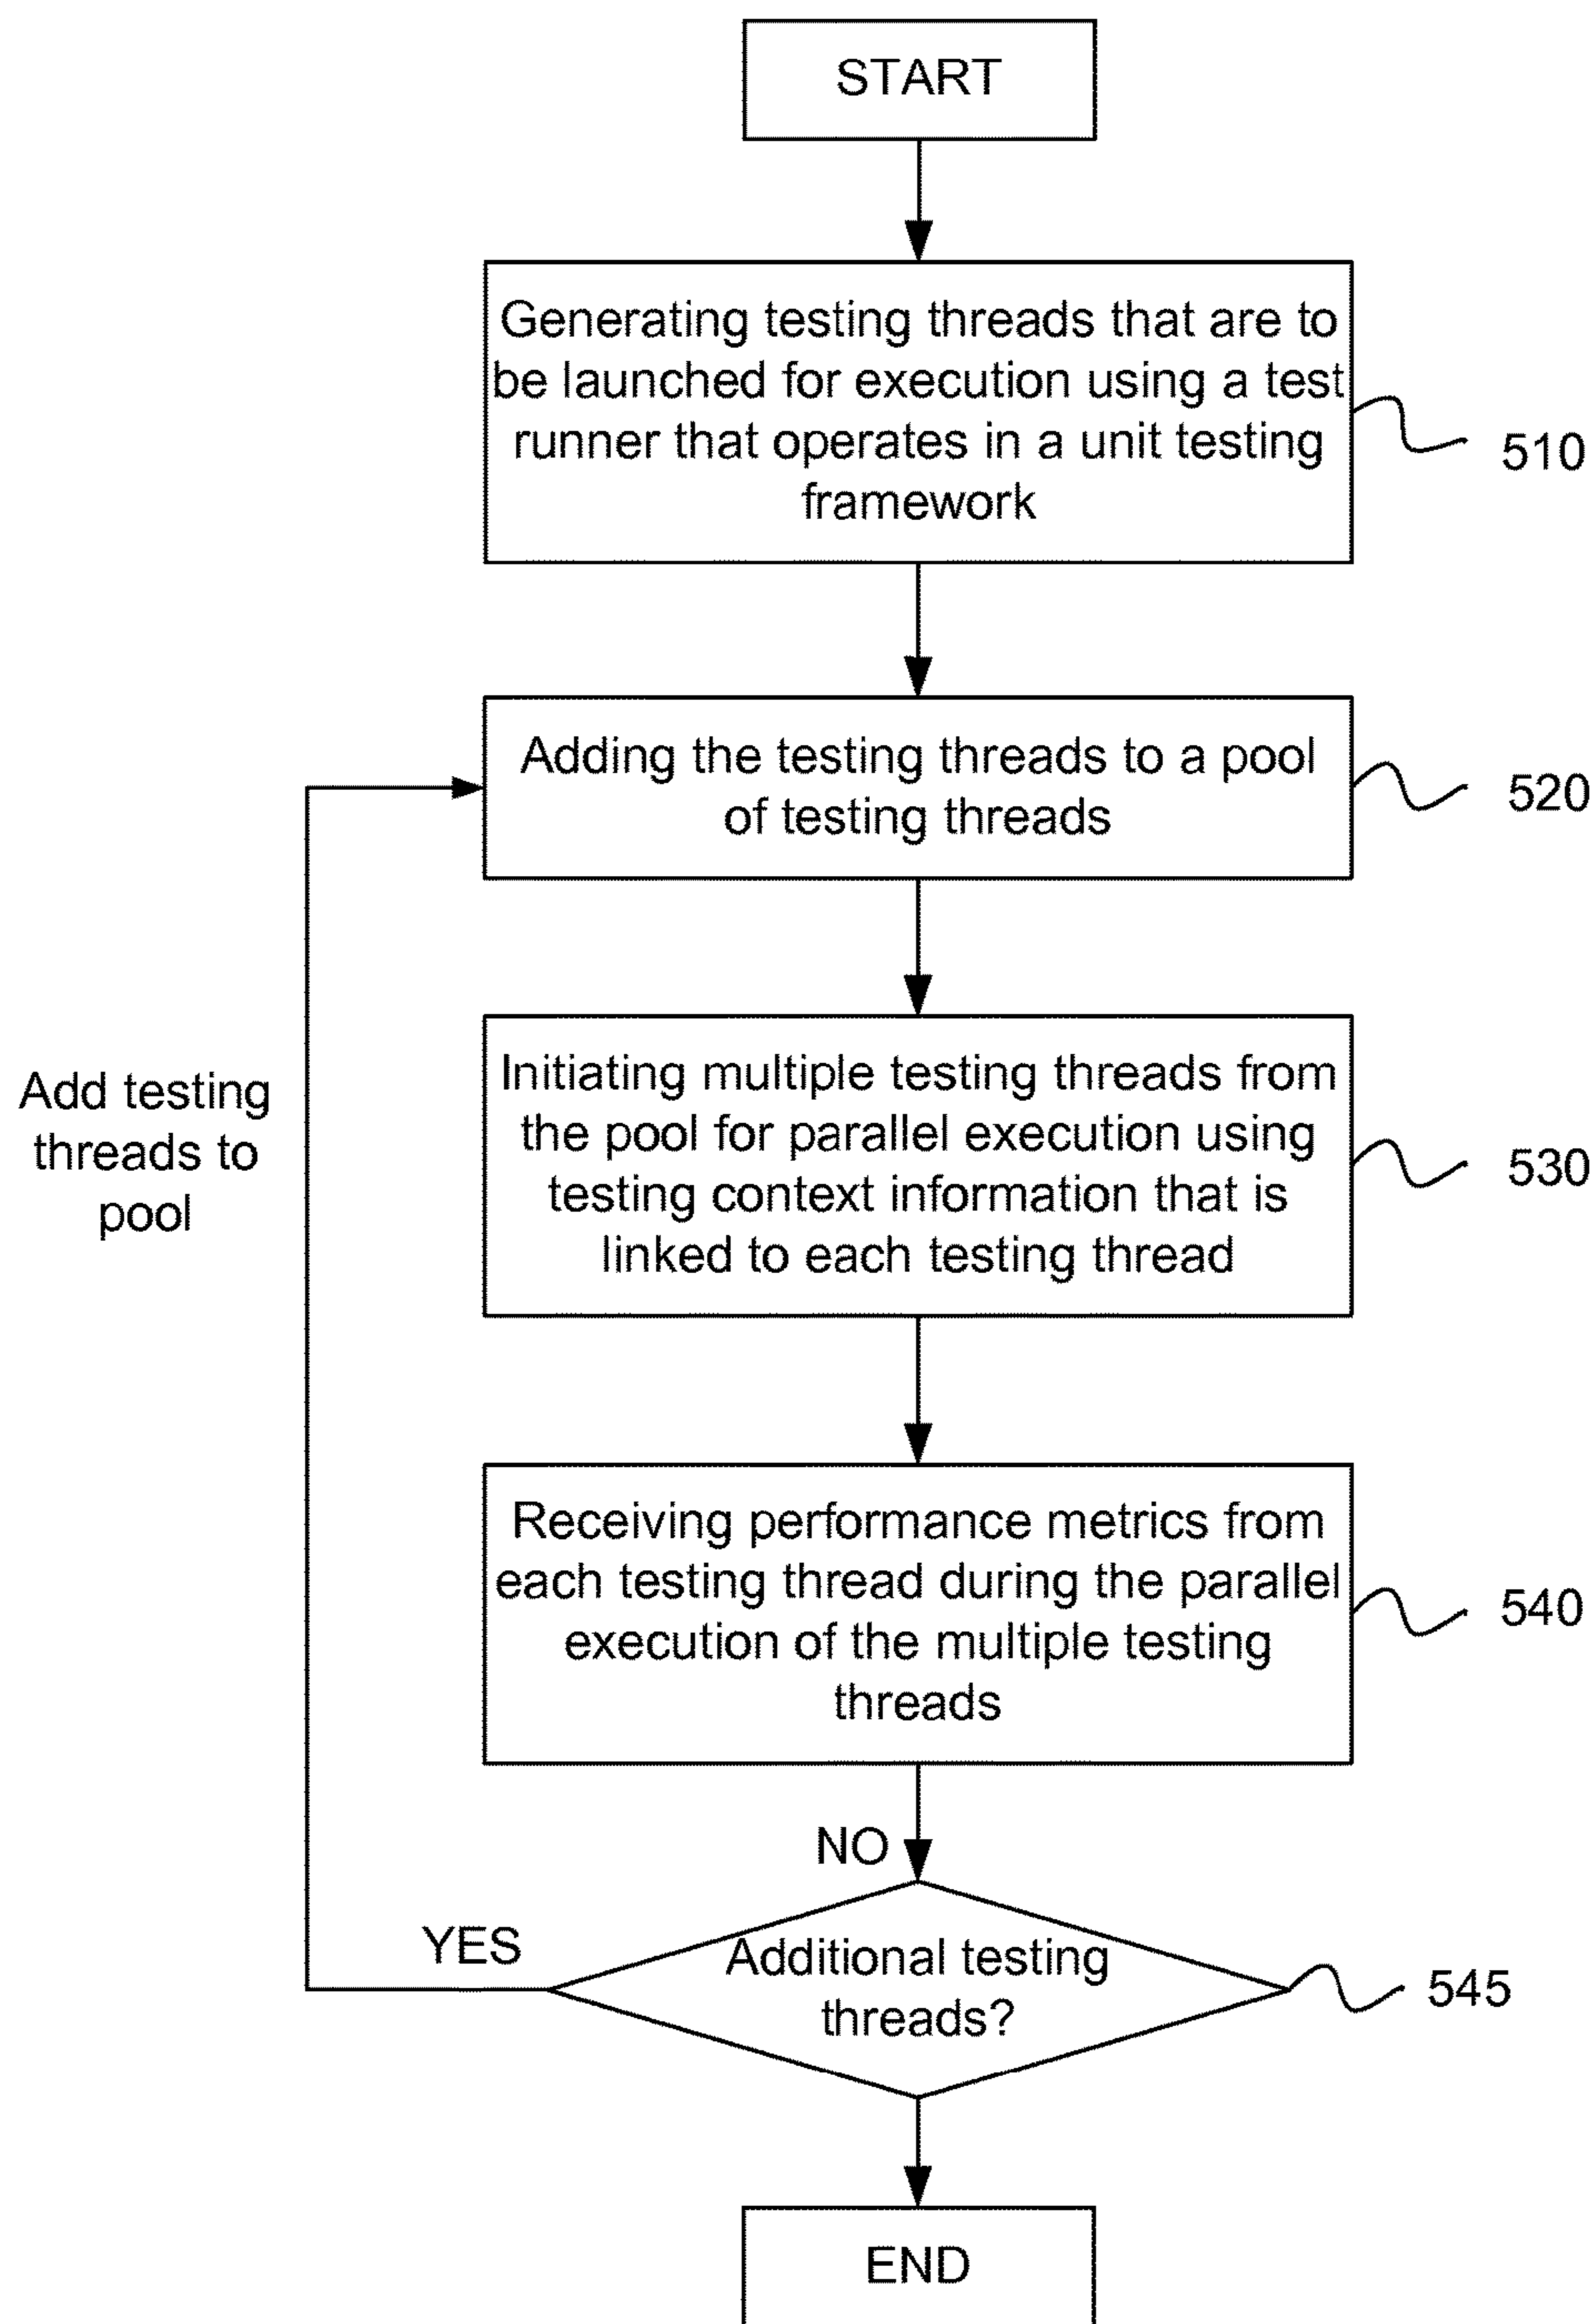 START
Generating testing threads that are to
be launched for execution using a test
runner that operates in a unit testing
framework
510
Adding the testing threads to a pool
of testing threads
520
Add testing
threads to
pool
Initiating multiple testing threads from
the pool for parallel execution using
testing context information that is
linked to each testing thread
530
Receiving performance metrics from
each testing thread during the parallel
execution of the multiple testing
threads
540
NO
YES
Additional testing
threads?
545
END